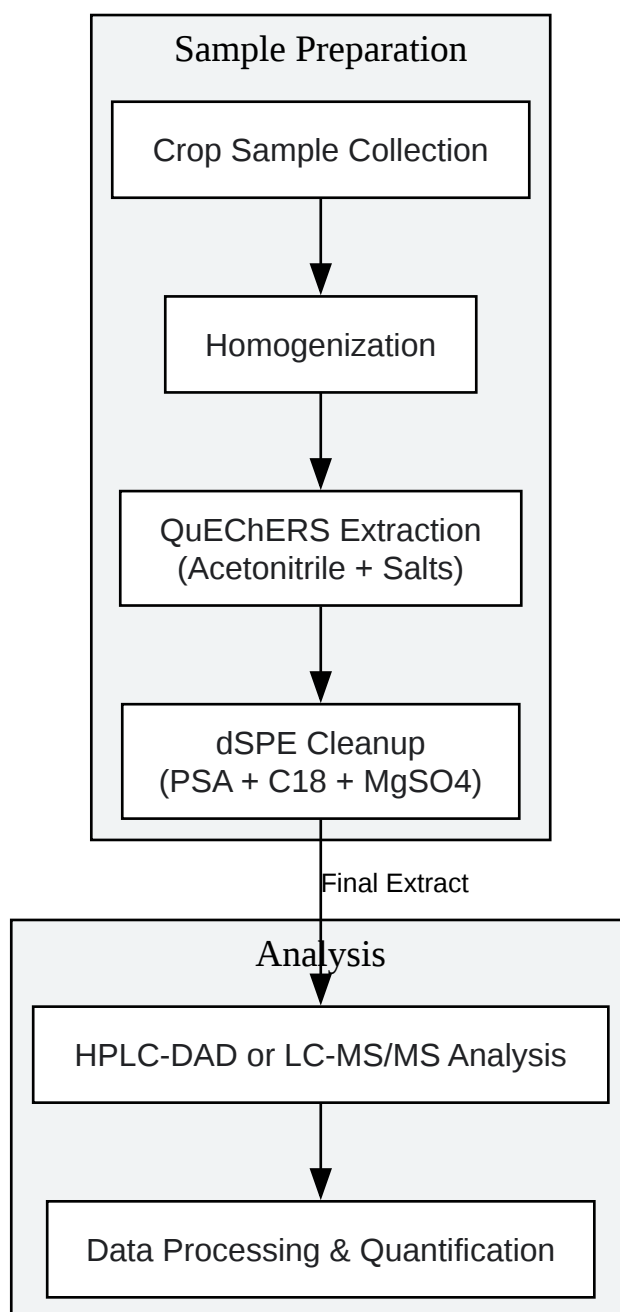 Sample Preparation
Crop Sample Collection
Homogenization
QuEChERS Extraction
(Acetonitrile + Salts)
dSPE Cleanup
(PSA + C18 + MgSO4)
Final Extract
Analysis
HPLC-DAD or LC-MS/MS Analysis
Data Processing & Quantification